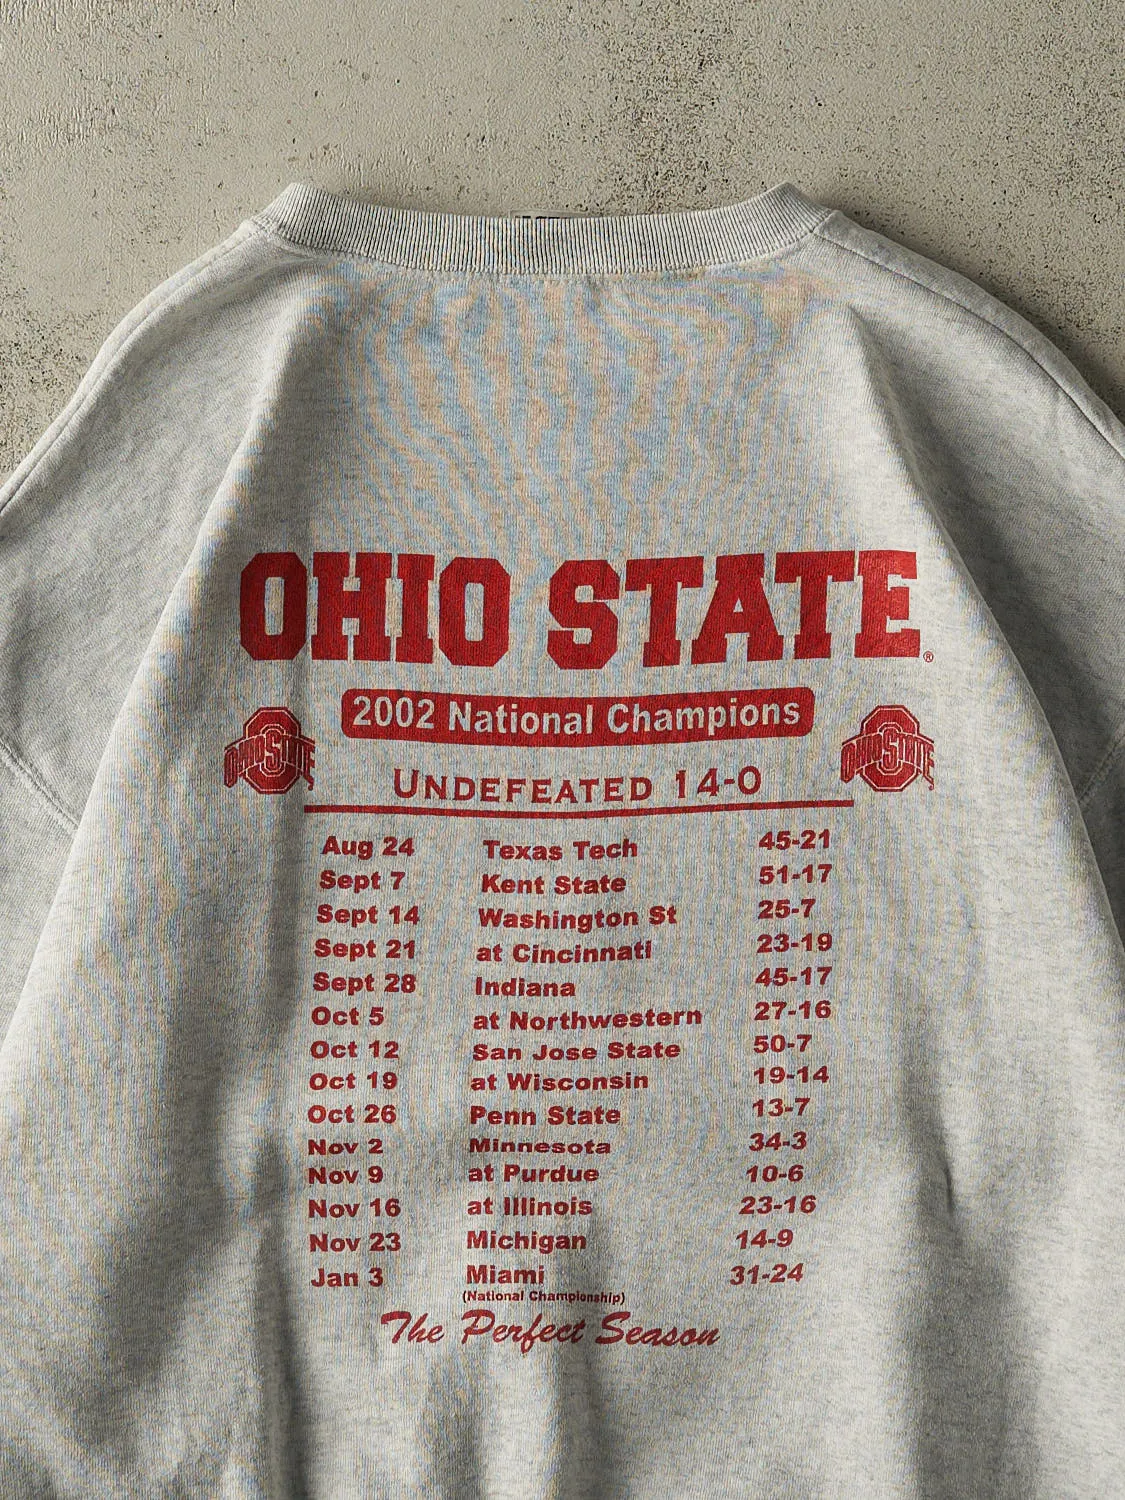 OHIO STATE®
2002 National Champions
OHIO STATE
OHIO STATE
UNDEFEATED 14-0
Aug 24 Texas Tech 45-21
Sept 7 Kent State 51-17
Sept 14 Washington St 25-7
Sept 21 at Cincinnati 23-19
Sept 28 Indiana 45-17
Oct 5 at Northwestern 27-16
Oct 12 San Jose State 50-7
Oct 19 at Wisconsin 19-14
Oct 26 Penn State 13-7
Nov 2 Minnesota 34-3
Nov 9 at Purdue 10-6
Nov 16 at Illinois 23-16
Nov 23 Michigan 14-9
Jan 3 Miami 31-24
(National Championship)
The Perfect Season